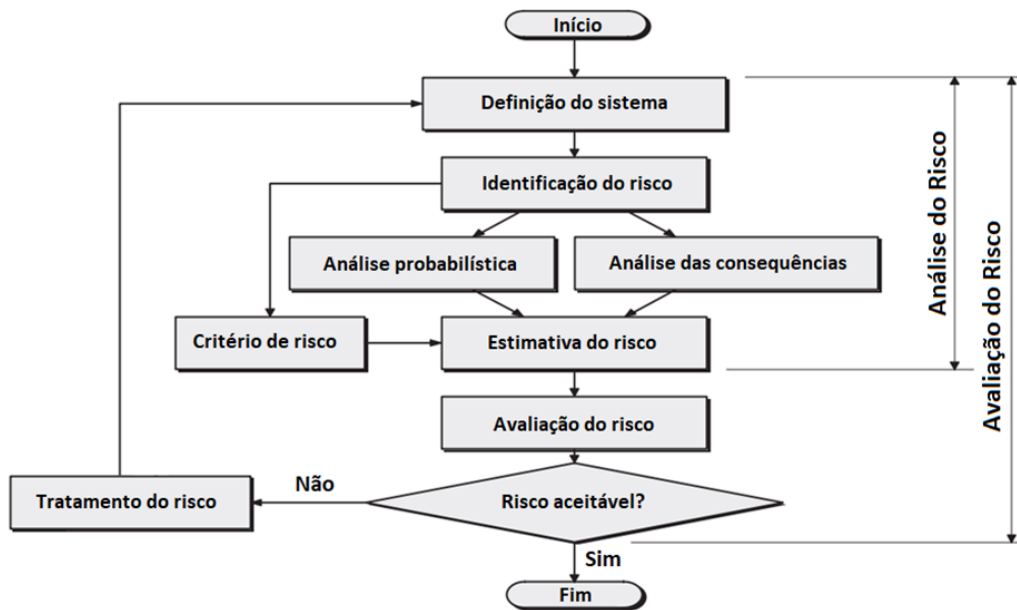 Início
Definição do sistema
Identificação do risco
Análise probabilística
Análise das consequências
Critério de risco
Estimativa do risco
Avaliação do risco
Não
Tratamento do risco
Risco aceitável?
Sim
Fim
Análise do Risco
Avaliação do Risco